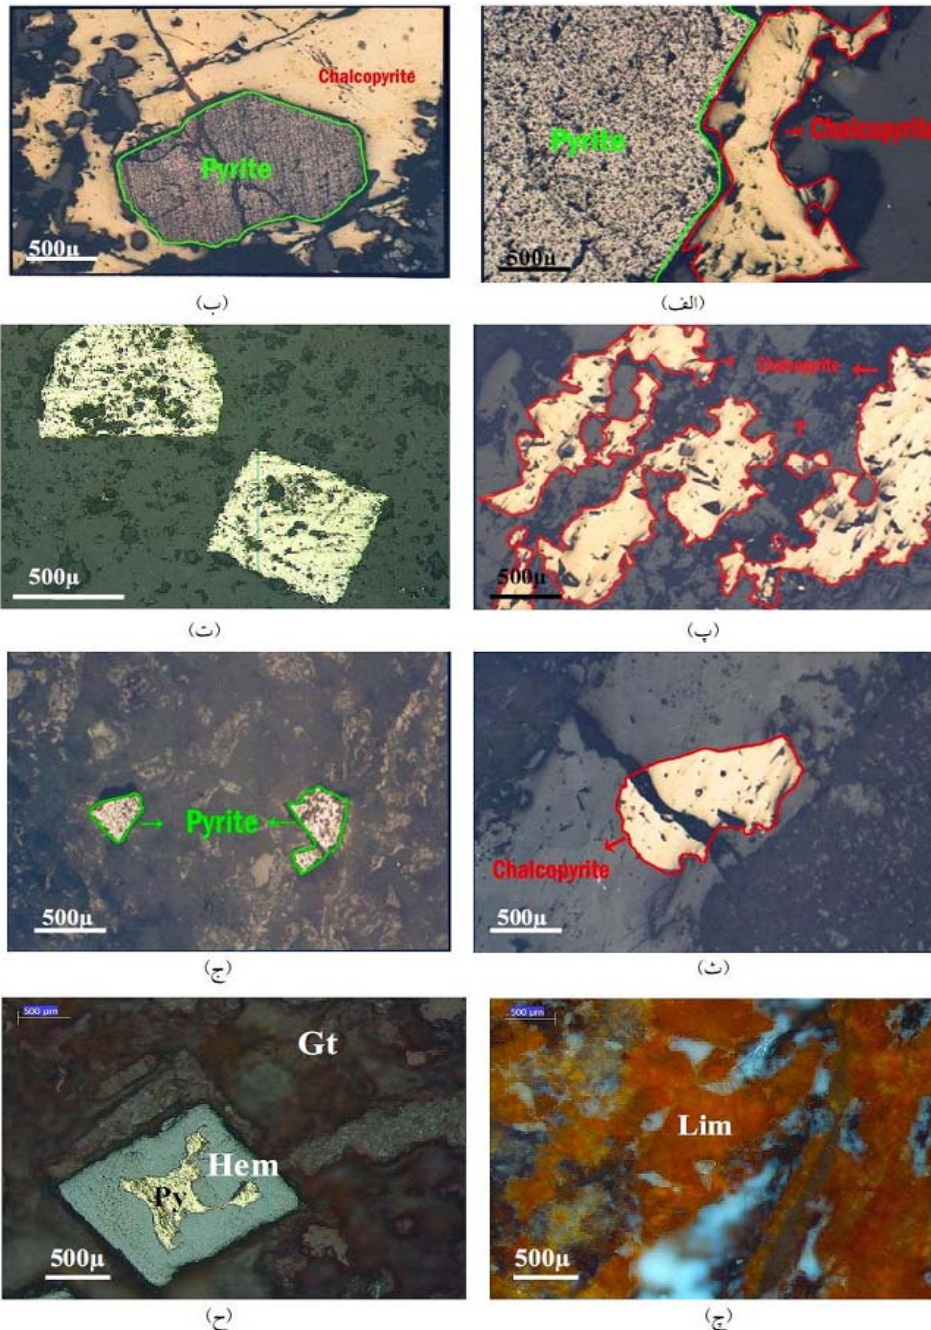 Chalcopyrite
Pyrite
500μ
(ب)
Pyrite
→ Chalcopyrite
500μ
(الف)
500μ
(ت)
Chalcopyrite
500μ
(پ)
→ Pyrite ←
500μ
(ج)
Chalcopyrite
500μ
(ث)
500 μm
Gt
Hem
Py
500μ
(ح)
500 μm
Lim
500μ
(چ)